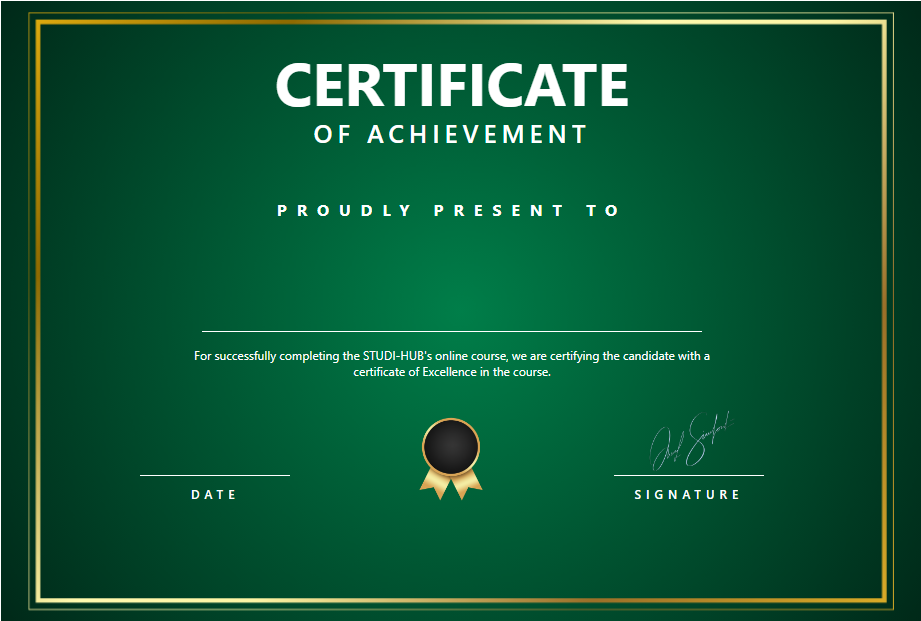 CERTIFICATE
OF ACHIEVEMENT
PROUDLY PRESENT TO
For successfully completing the STUDI-HUB's online course, we are certifying the candidate with a
certificate of Excellence in the course.
DATE
SIGNATURE